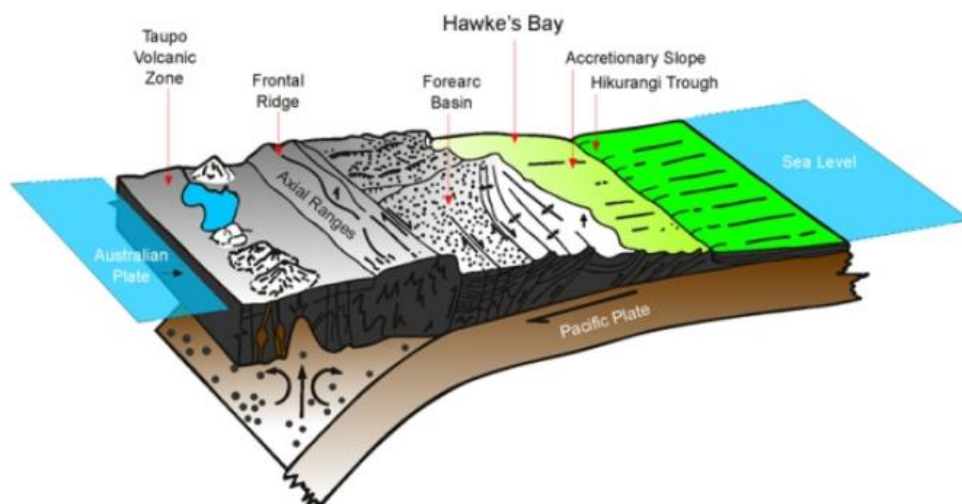 Hawke's Bay
Taupo
Volcanic
Zone
Frontal
Ridge
Forearc
Basin
Accretionary Slope
Hikurangi Trough
Sea Level
Axial Ranges
Australian
Plate
Pacific Plate